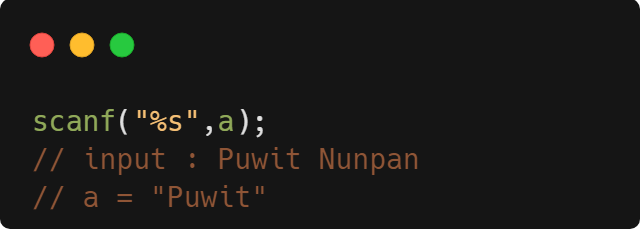 scanf("%s",a);
// input : Puwit Nunpan
// a = "Puwit"